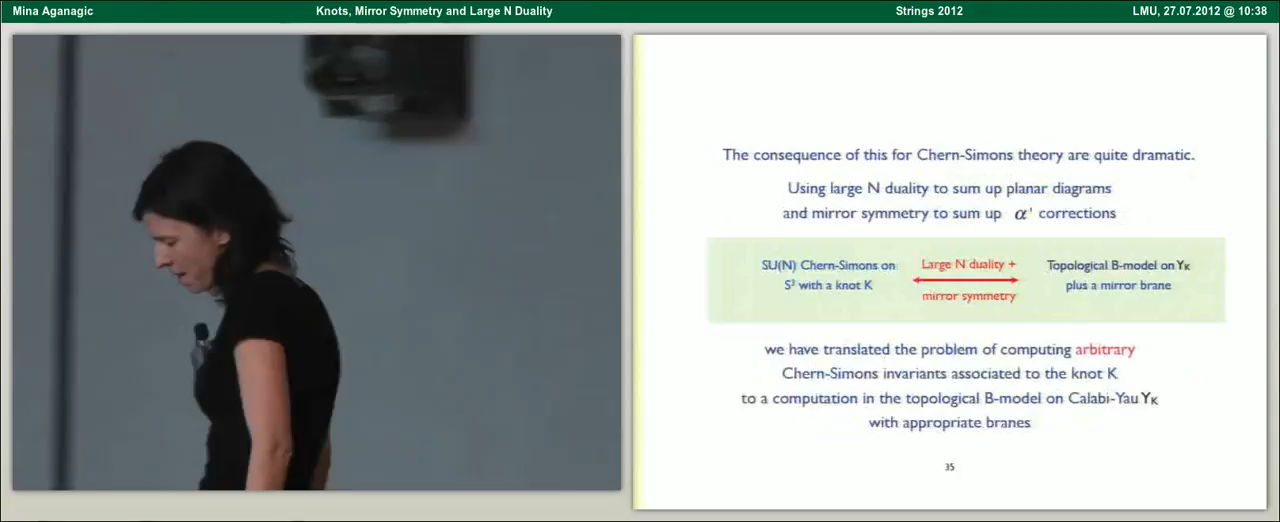 Mina Aganagic Knots, Mirror Symmetry and Large N Duality Strings 2012 LMU, 27.07.2012 @ 10:38
The consequence of this for Chern-Simons theory are quite dramatic.
Using large N duality to sum up planar diagrams
and mirror symmetry to sum up α' corrections
SU(N) Chern-Simons on
S³ with a knot K
Large N duality +
mirror symmetry
Topological B-model on Yₖ
plus a mirror brane
we have translated the problem of computing arbitrary
Chern-Simons invariants associated to the knot K
to a computation in the topological B-model on Calabi-Yau Yₖ
with appropriate branes
35